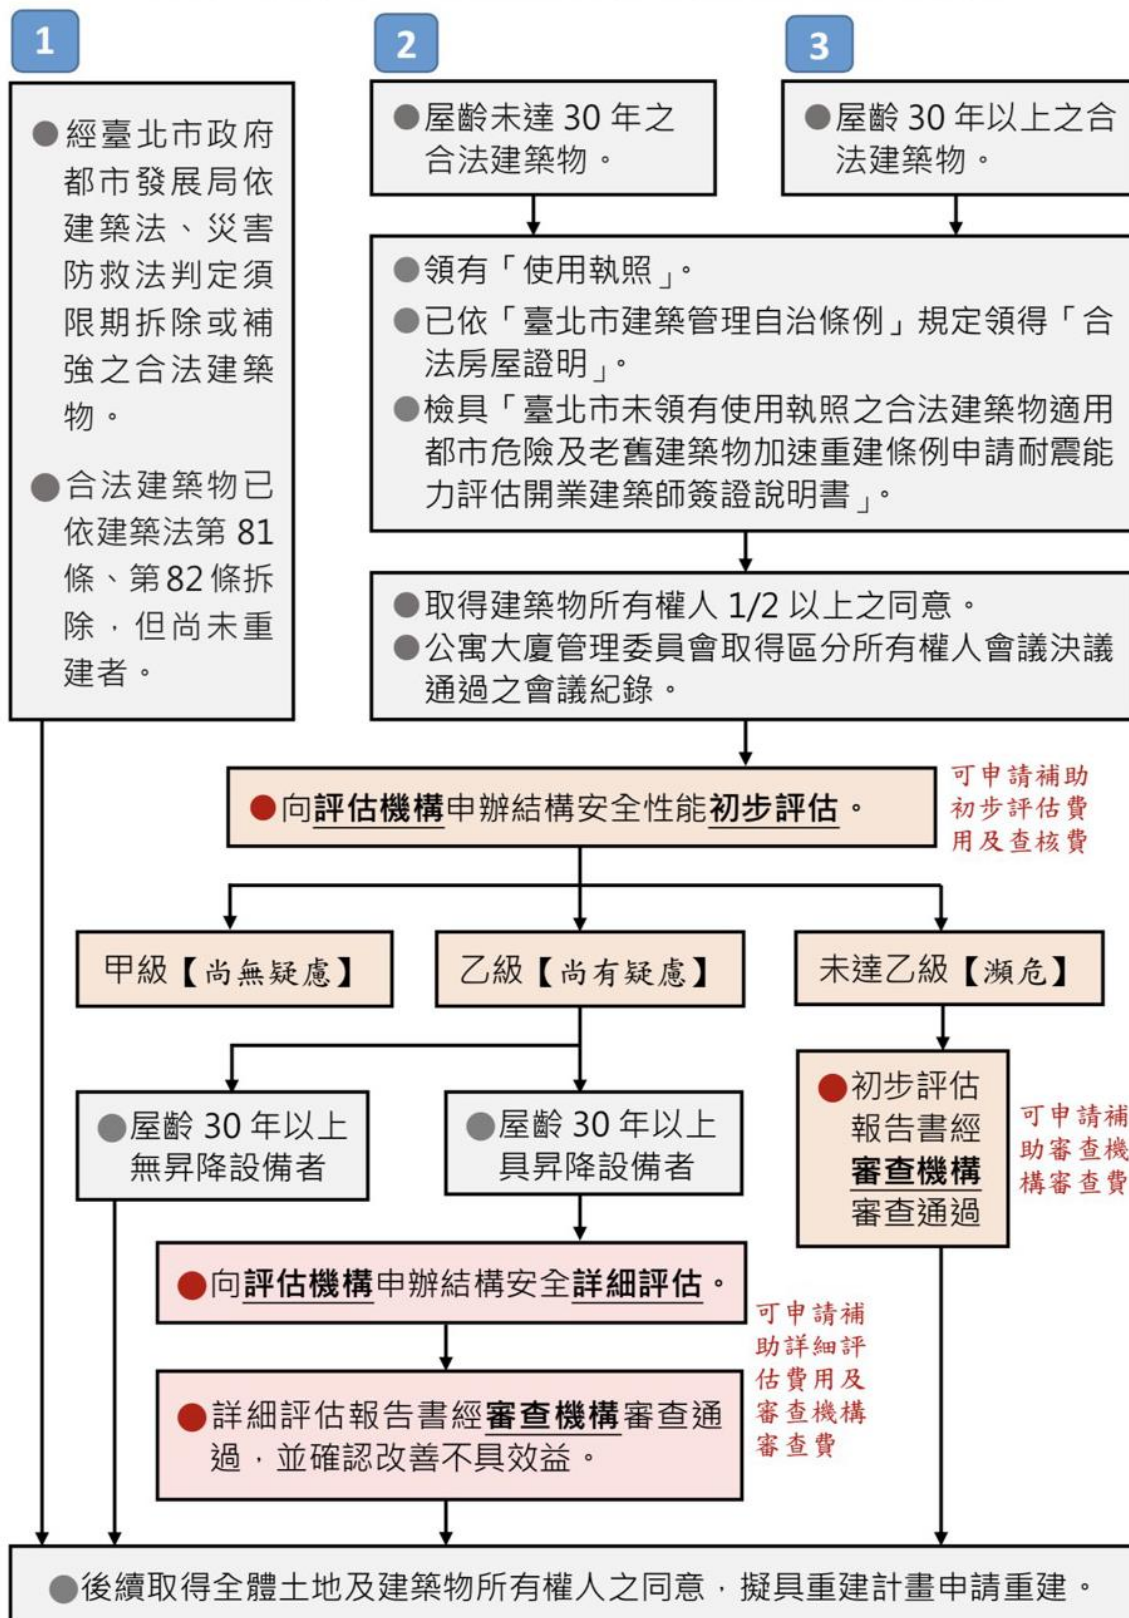 1
●經臺北市政府
都市發展局依
建築法、災害
防救法判定須
限期拆除或補
強之合法建築
物。
●合法建築物已
依建築法第 81
條、第 82 條拆
除，但尚未重
建者。
2
●屋齡未達 30 年之
合法建築物。
3
●屋齡 30 年以上之合
法建築物。
●領有「使用執照」。
●已依「臺北市建築管理自治條例」規定領得「合
法房屋證明」。
●檢具「臺北市未領有使用執照之合法建築物適用
都市危險及老舊建築物加速重建條例申請耐震能
力評估開業建築師簽證說明書」。
●取得建築物所有權人 1/2 以上之同意。
●公寓大廈管理委員會取得區分所有權人會議決議
通過之會議紀錄。
●向評估機構申辦結構安全性能初步評估。
可申請補助
初步評估費
用及查核費
甲級【尚無疑慮】
乙級【尚有疑慮】
未達乙級【瀕危】
●屋齡 30 年以上
無昇降設備者
●屋齡 30 年以上
具昇降設備者
●初步評估
報告書經
審查機構
審查通過
可申請補
助審查機
構審查費
●向評估機構申辦結構安全詳細評估。
●詳細評估報告書經審查機構審查通
過，並確認改善不具效益。
可申請補
助詳細評
估費用及
審查機構
審查費
●後續取得全體土地及建築物所有權人之同意，擬具重建計畫申請重建。